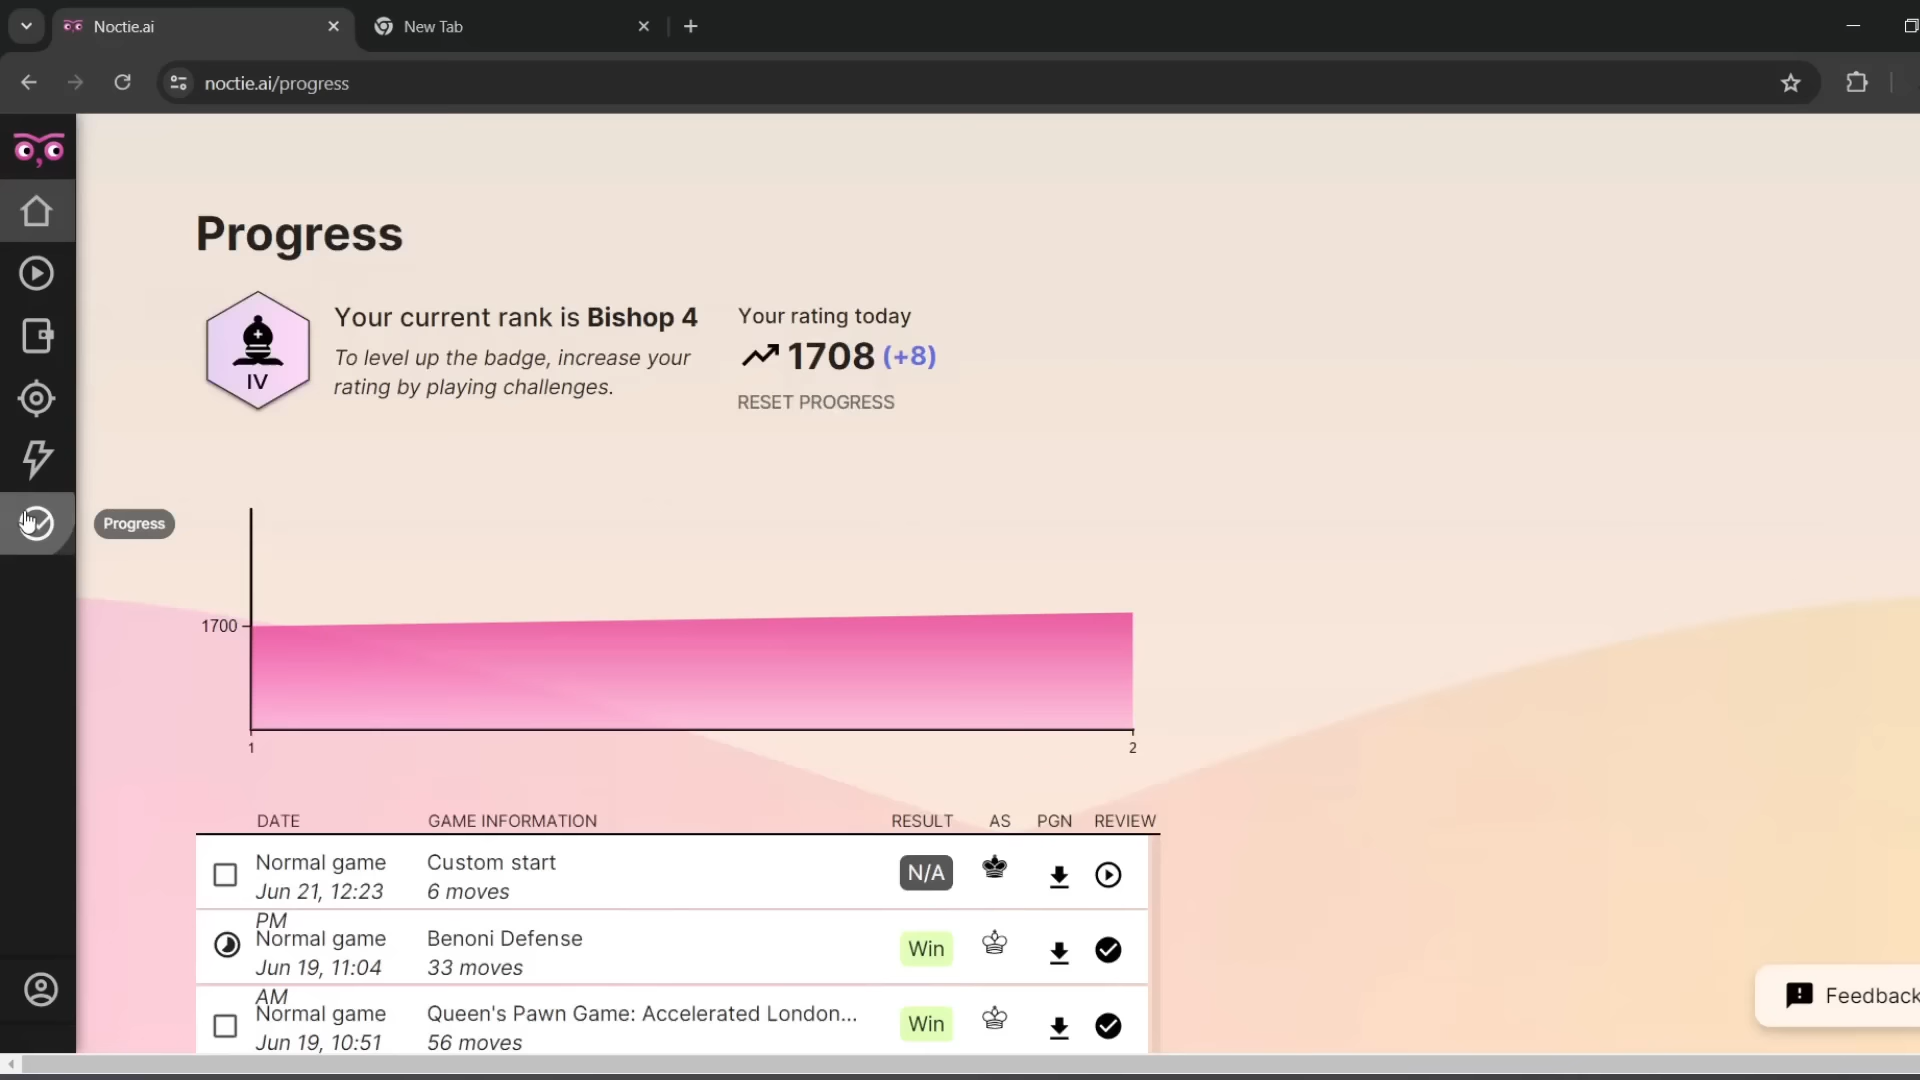 Noctie.ai
New Tab
noctie.ai/progress
Progress
Your current rank is Bishop 4
To level up the badge, increase your
rating by playing challenges.
IV
Your rating today
1708 (+8)
RESET PROGRESS
Progress
1700
1
2
DATE GAME INFORMATION RESULT AS PGN REVIEW
Normal game Custom start N/A
Jun 21, 12:23 6 moves
PM
Normal game Benoni Defense Win
Jun 19, 11:04 33 moves
AM
Normal game Queen's Pawn Game: Accelerated London... Win
Jun 19, 10:51 56 moves
Feedback